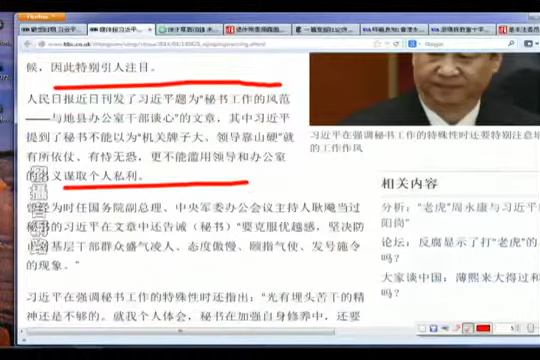 Firefox
候，因此特别引人注目。
人民日报近日刊发了习近平题为“秘书工作的风范
——与地县办公室干部谈心”的文章，其中习近平
提到了秘书不能以为“机关牌子大、领导靠山硬”就
有所依仗、有恃无恐，更不能滥用领导和办公室
义谋取个人私利。
曾经为时任国务院副总理、中央军委办公会议主持人耿飚当过
秘书的习近平在文章中还告诫（秘书）“要克服优越感，坚决防
止对基层干部群众盛气凌人、态度傲慢、颐指气使、发号施令
的现象。”
习近平在强调秘书工作的特殊性时还指出：“光有埋头苦干的精
神还是不够的。就我个人体会，秘书在加强自身修养中，还要
习近平在强调秘书工作的特殊性时还特别注意培
的工作作风
相关内容
分析：“老虎”周永康与习近平
阳岗”
论坛：反腐显示了打“老虎”的
吗？
大家谈中国：薄熙来大得过和
吗？